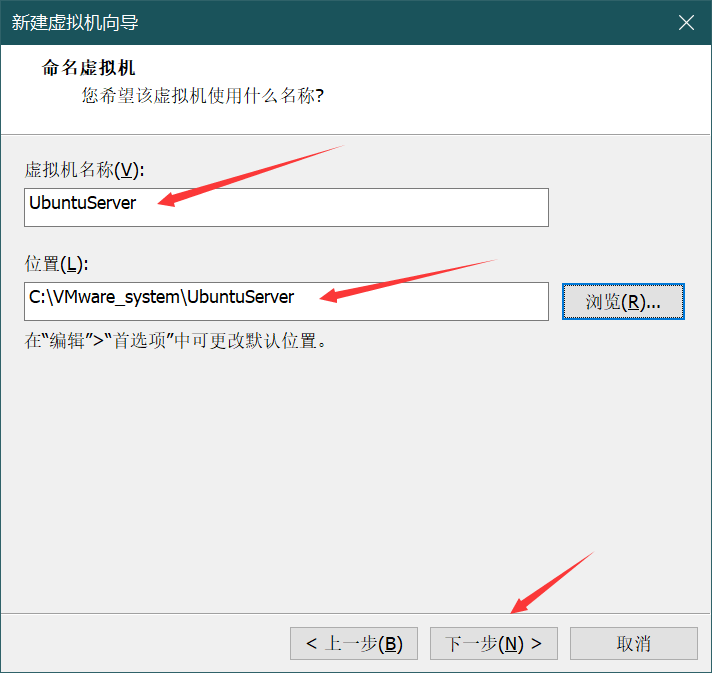 新建虚拟机向导
命名虚拟机
您希望该虚拟机使用什么名称?
虚拟机名称(V):
UbuntuServer
位置(L):
C:\VMware_system\UbuntuServer
浏览(R)...
在“编辑”>“首选项”中可更改默认位置。
< 上一步(B)
下一步(N) >
取消